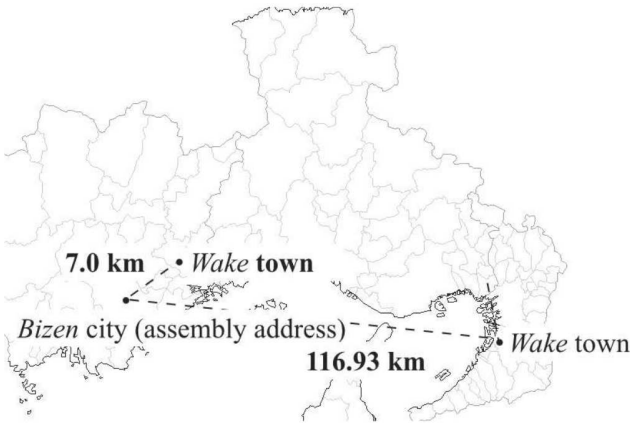 7.0 km
Wake town
Bizen city (assembly address)
Wake town
116.93 km